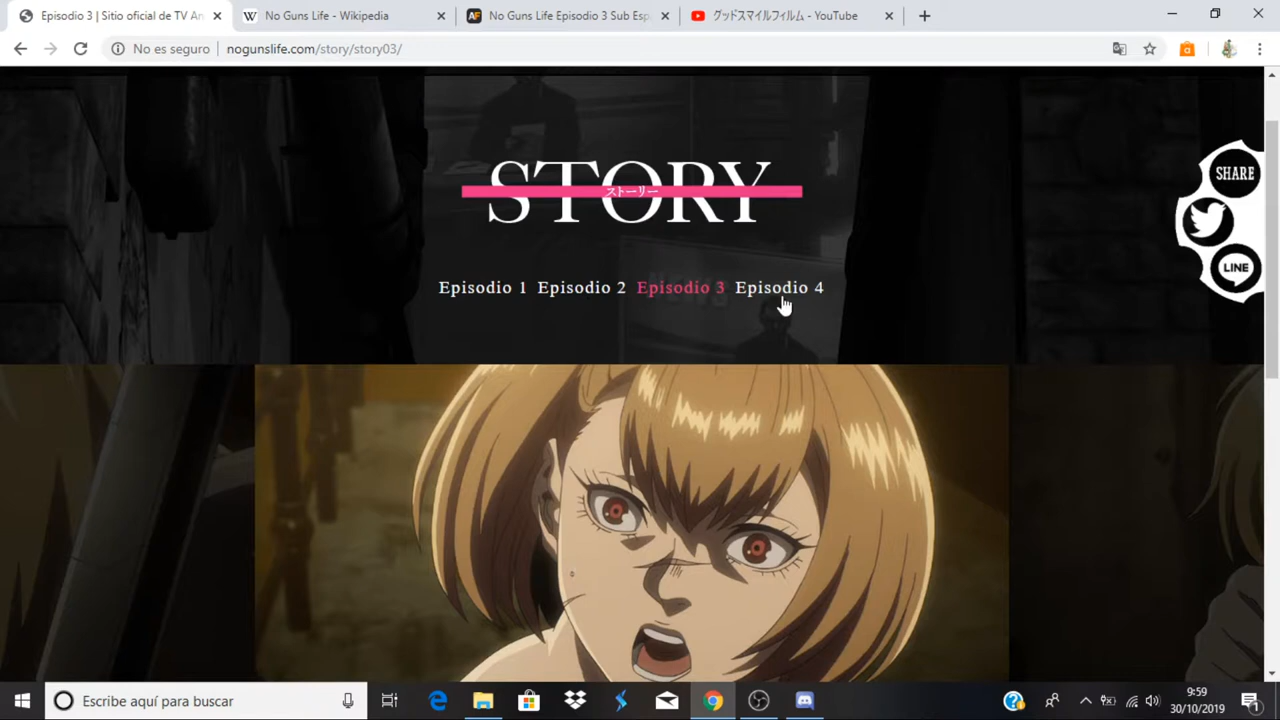 Episodio 3 | Sitio oficial de TV An
No Guns Life - Wikipedia
No Guns Life Episodio 3 Sub Esp
グッドスマイルフィルム - YouTube
No es seguro
nogunslife.com/story/story03/
STORY
ストーリー
SHARE
LINE
Episodio 1
Episodio 2
Episodio 3
Episodio 4
NEWS
Escribe aquí para buscar
9:59
30/10/2019
1